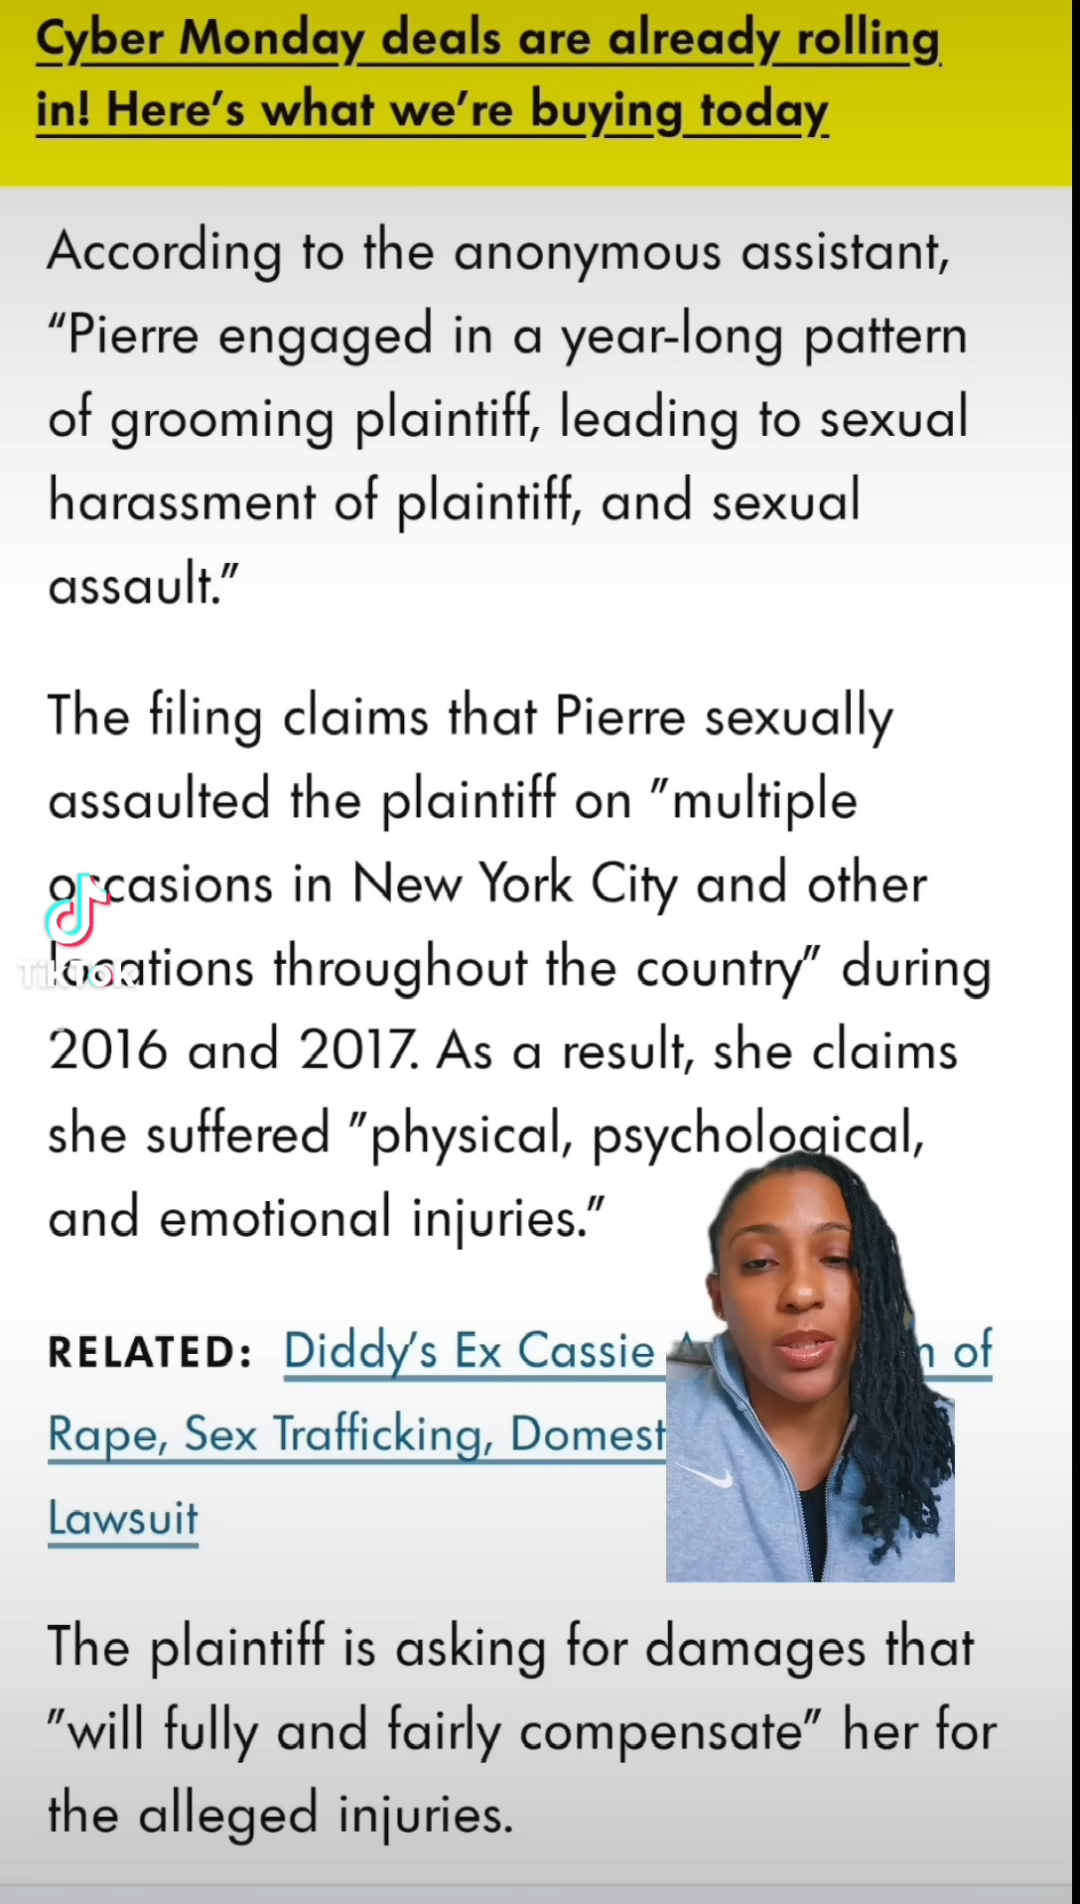 Cyber Monday deals are already rolling
in! Here's what we're buying today
According to the anonymous assistant,
"Pierre engaged in a year-long pattern
of grooming plaintiff, leading to sexual
harassment of plaintiff, and sexual
assault."
The filing claims that Pierre sexually
assaulted the plaintiff on "multiple
occasions in New York City and other
locations throughout the country" during
2016 and 2017. As a result, she claims
she suffered "physical, psychological,
and emotional injuries."
RELATED: Diddy's Ex Cassie of
Rape, Sex Trafficking,
Lawsuit
The plaintiff is asking for damages that
"will fully and fairly compensate" her for
the alleged injuries.
TikTok